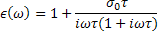 ϵ(ω) = 1 + σ₀τ / iωτ(1 + iωτ)